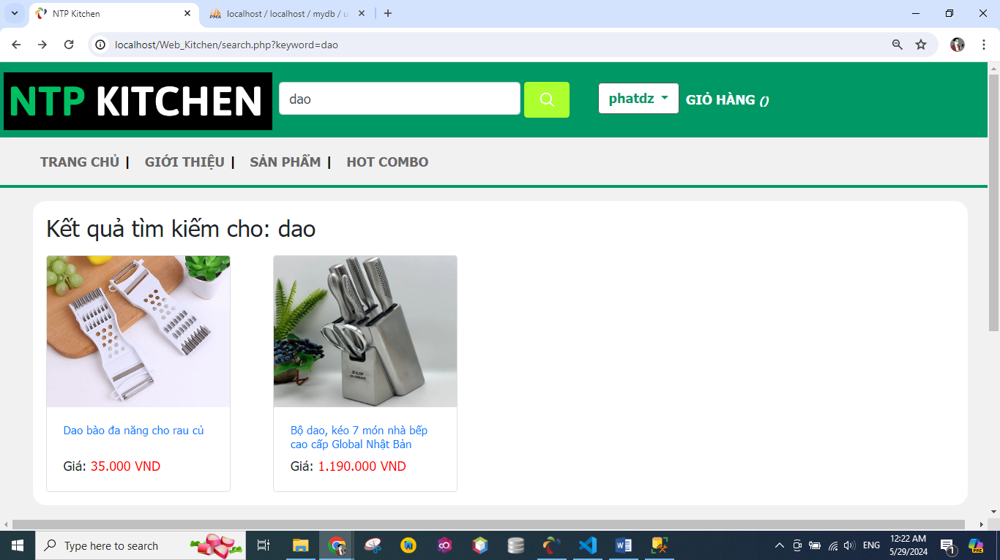 NTP Kitchen
localhost / localhost / mydb / u
localhost/Web_Kitchen/search.php?keyword=dao
NTP KITCHEN
dao
phatdz
GIỎ HÀNG ()
TRANG CHỦ | GIỚI THIỆU | SẢN PHẨM | HOT COMBO
Kết quả tìm kiếm cho: dao
Dao bào đa năng cho rau củ
Giá: 35.000 VND
Bộ dao, kéo 7 món nhà bếp
cao cấp Global Nhật Bản
Giá: 1.190.000 VND
Type here to search
ENG
12:22 AM
5/29/2024
1
PRE